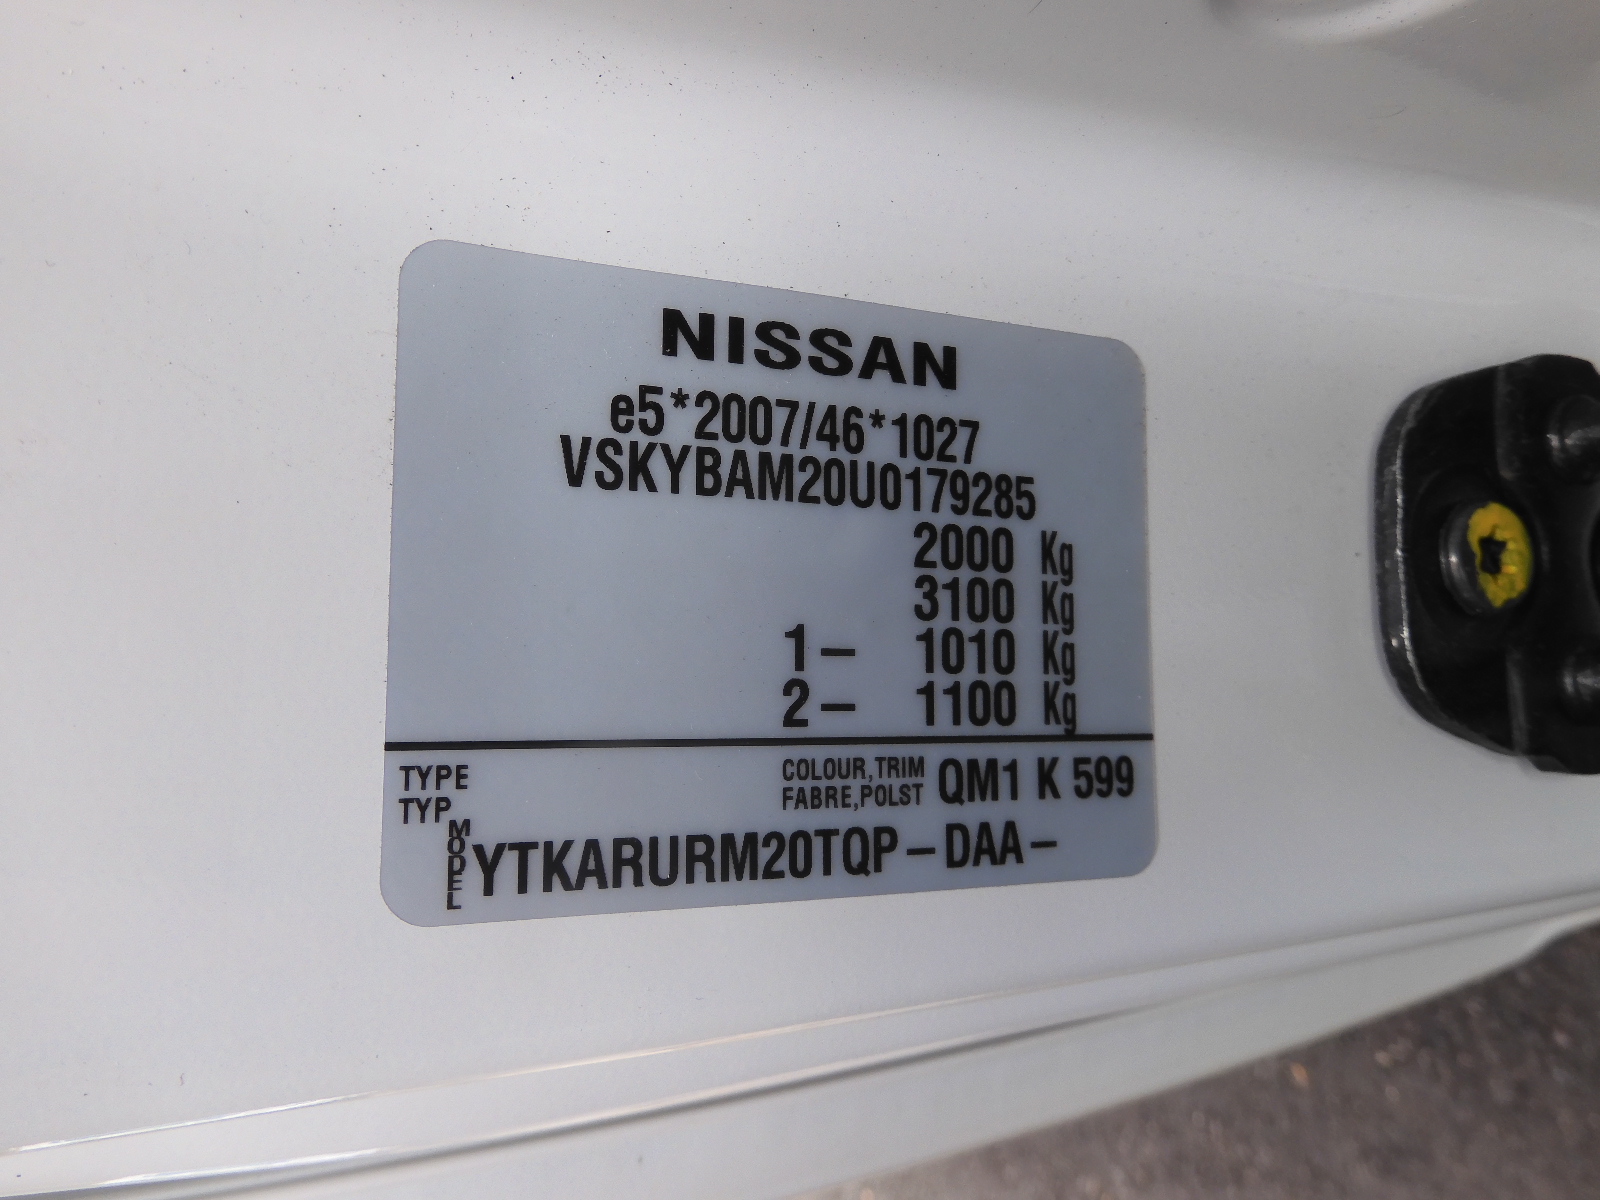 NISSAN
e5*2007/46*1027
VSKYBAM20U0179285
2000 Kg
3100 Kg
1– 1010 Kg
2– 1100 Kg
TYPE
TYP
COLOUR,TRIM
FABRE,POLST
QM1 K 599
MODEL
YTKARURM20TQP–DAA–